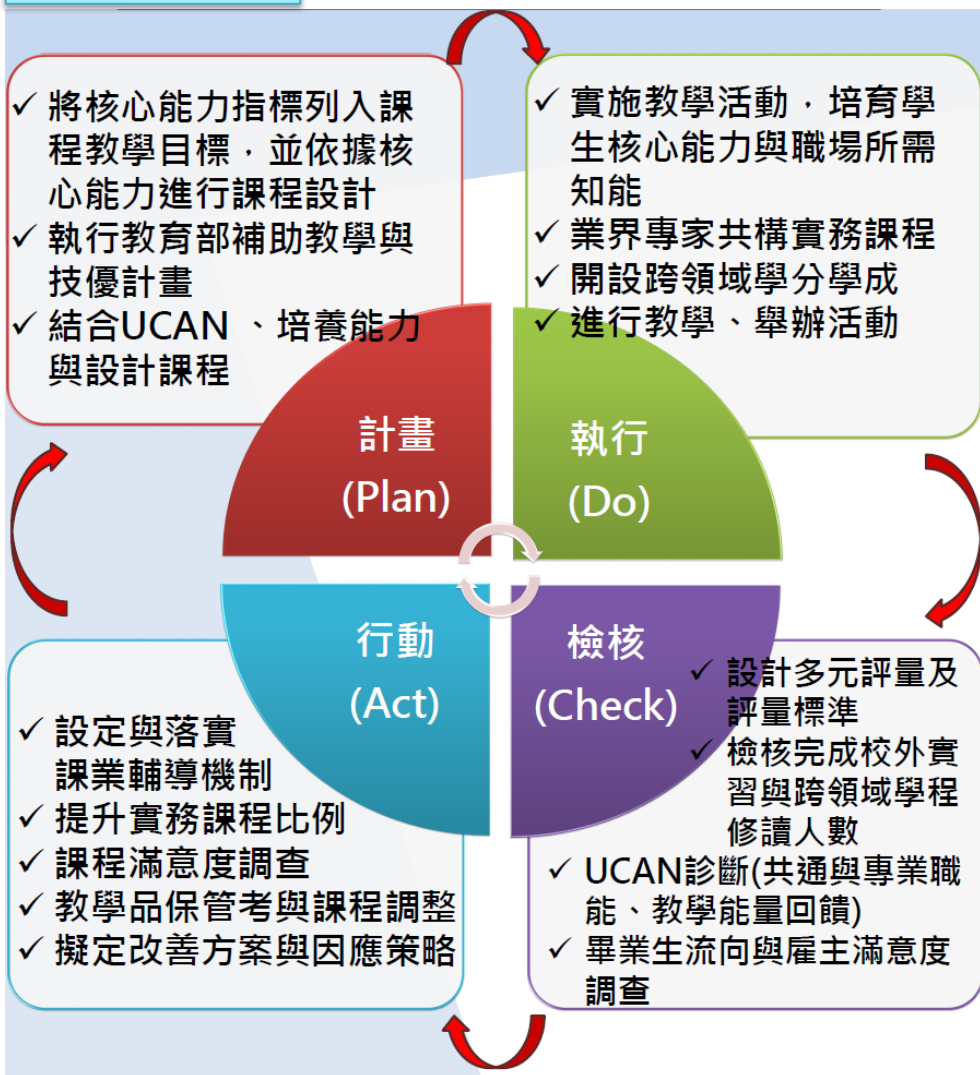 ✓ 將核心能力指標列入課
程教學目標，並依據核
心能力進行課程設計
✓ 執行教育部補助教學與
技優計畫
✓ 結合UCAN 、培養能力
與設計課程
✓ 實施教學活動，培育學
生核心能力與職場所需
知能
✓ 業界專家共構實務課程
✓ 開設跨領域學分學成
✓ 進行教學、舉辦活動
計畫
(Plan)
執行
(Do)
行動
(Act)
檢核
(Check)
✓ 設定與落實
課業輔導機制
✓ 提升實務課程比例
✓ 課程滿意度調查
✓ 教學品保管考與課程調整
✓ 擬定改善方案與因應策略
✓ 設計多元評量及
評量標準
✓ 檢核完成校外實
習與跨領域學程
修讀人數
✓ UCAN診斷(共通與專業職
能、教學能量回饋)
✓ 畢業生流向與雇主滿意度
調查